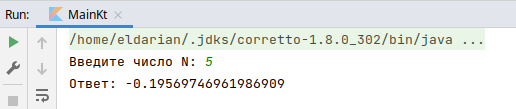 Run: MainKt
/home/eldarian/.jdks/corretto-1.8.0_302/bin/java ...
Введите число N: 5
Ответ: -0.19569746961986909